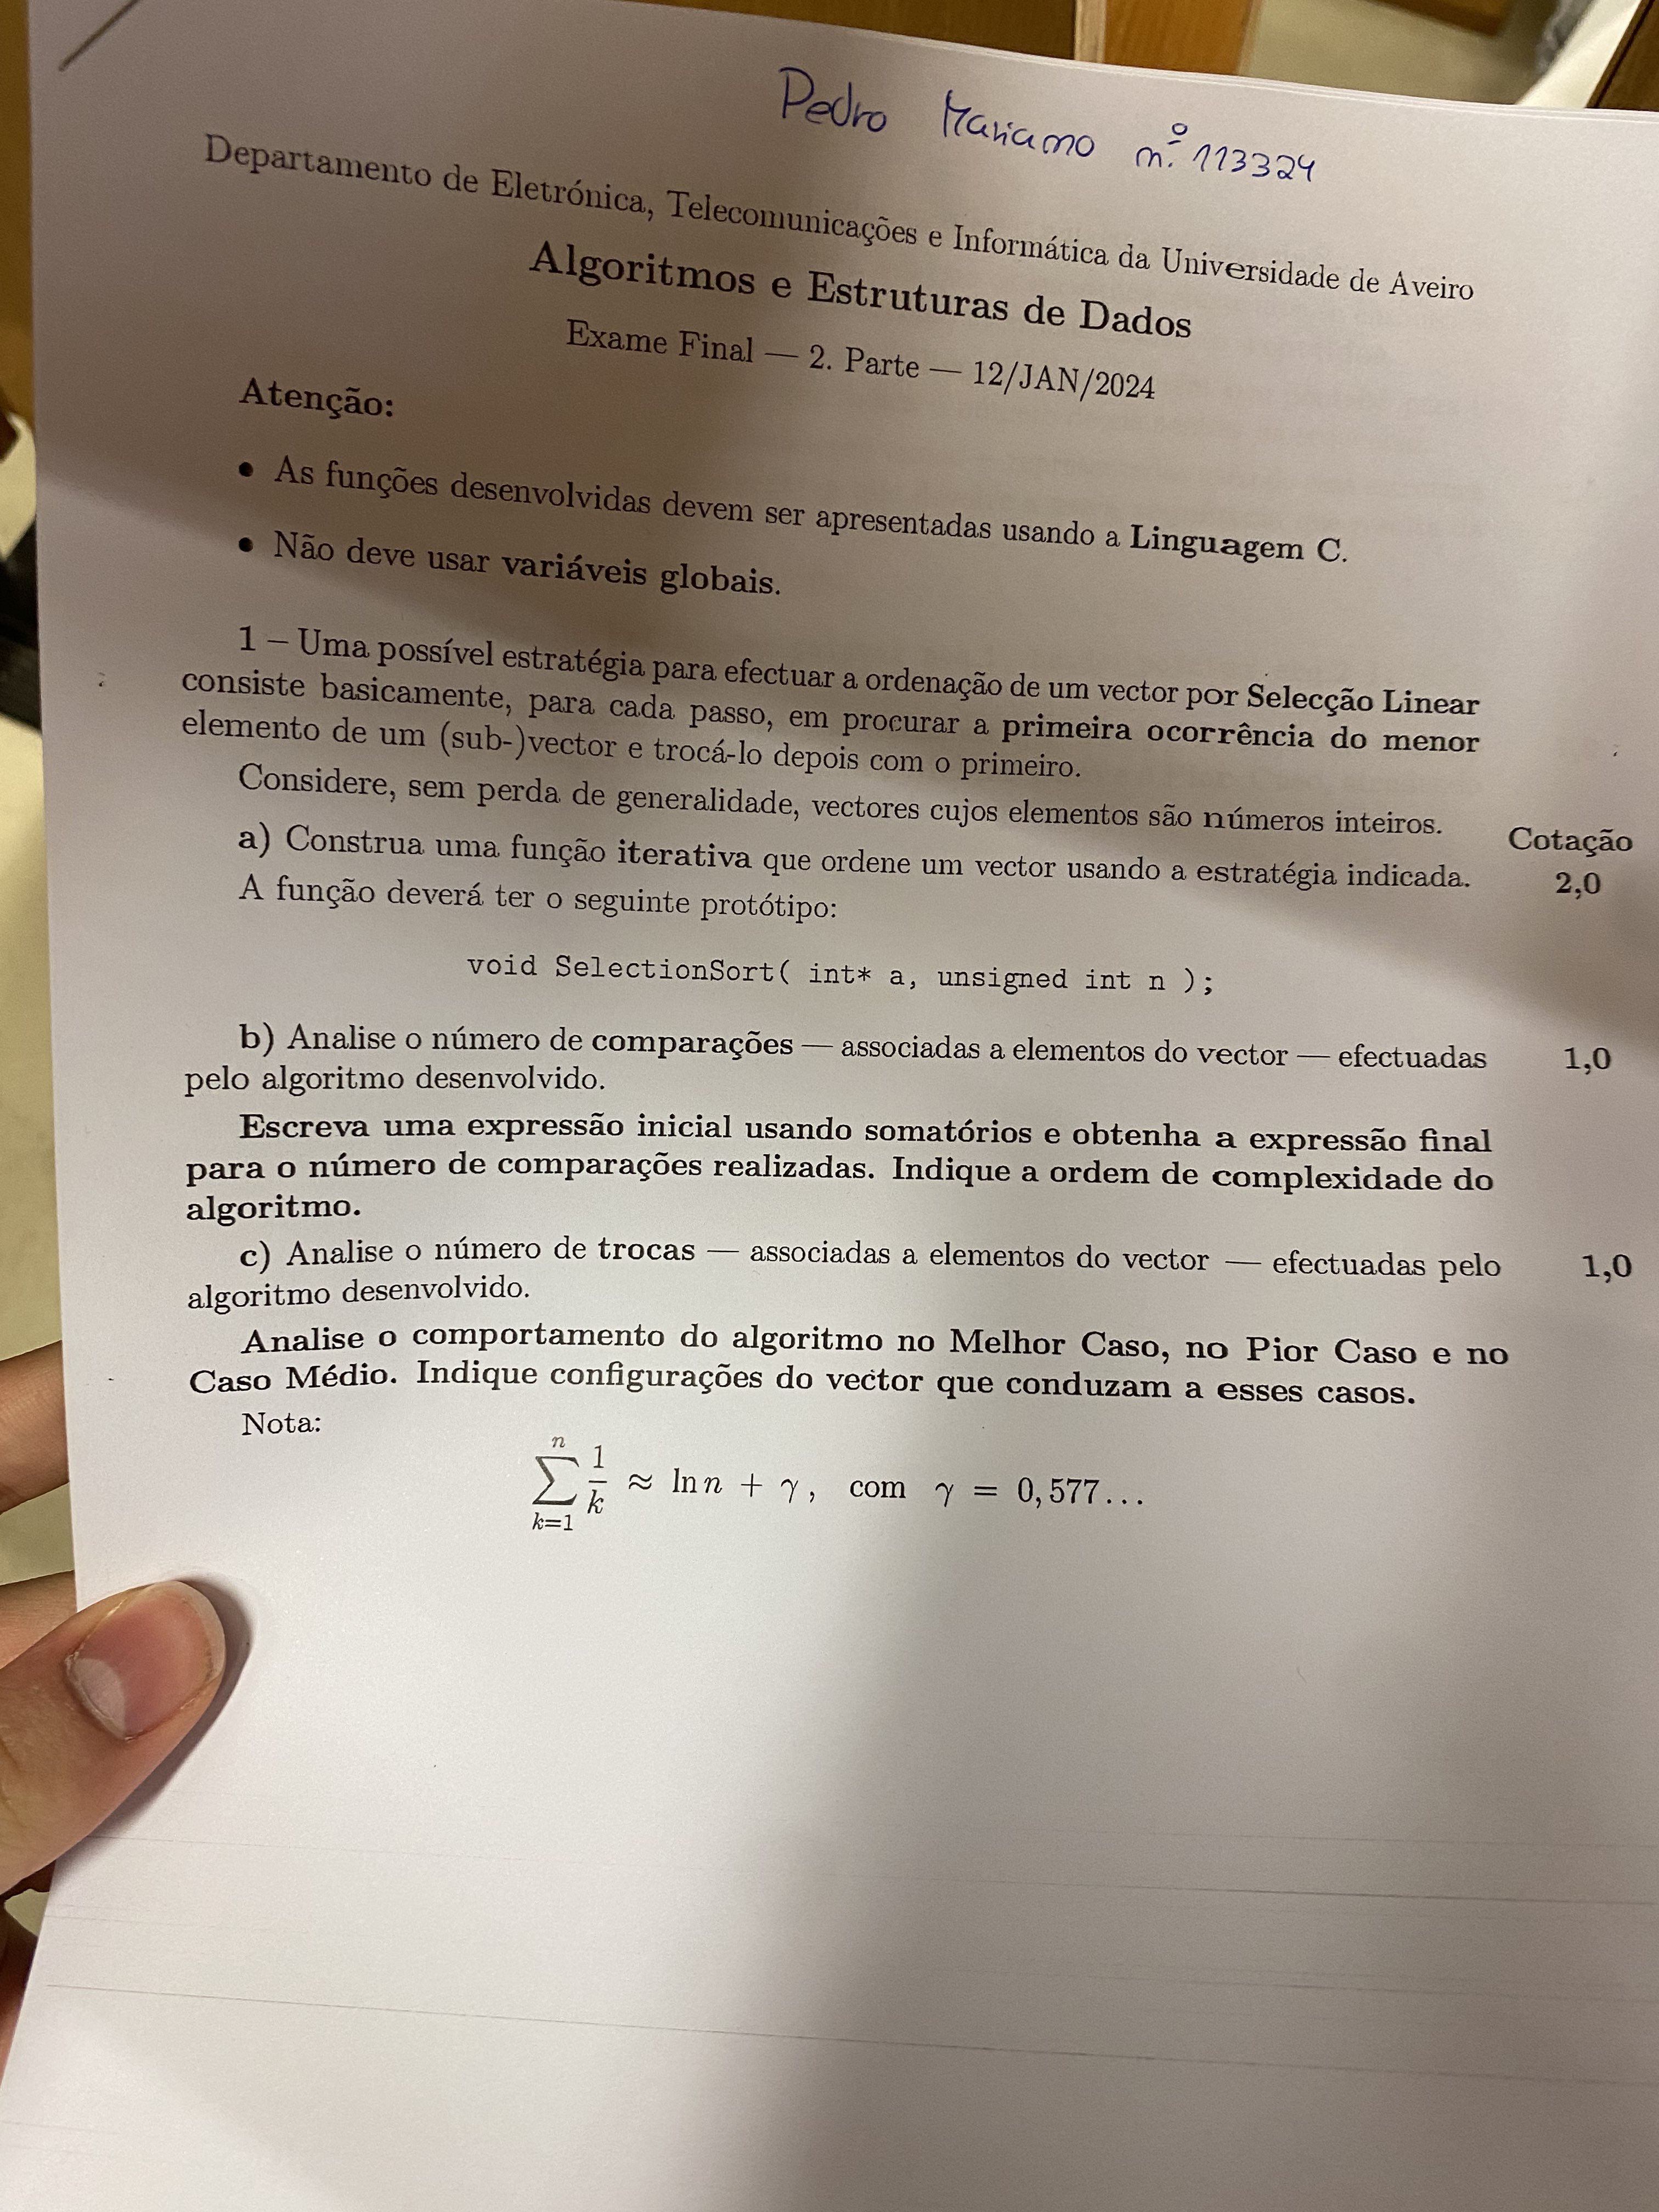 Pedro Mariano n.º 113324
Departamento de Eletrónica, Telecomunicações e Informática da Universidade de Aveiro
Algoritmos e Estruturas de Dados
Exame Final — 2. Parte — 12/JAN/2024
Atenção:
• As funções desenvolvidas devem ser apresentadas usando a Linguagem C.
• Não deve usar variáveis globais.
1 – Uma possível estratégia para efectuar a ordenação de um vector por Selecção Linear
consiste basicamente, para cada passo, em procurar a primeira ocorrência do menor
elemento de um (sub-)vector e trocá-lo depois com o primeiro.
Considere, sem perda de generalidade, vectores cujos elementos são números inteiros.
Cotação
a) Construa uma função iterativa que ordene um vector usando a estratégia indicada. 2,0
A função deverá ter o seguinte protótipo:
void SelectionSort( int* a, unsigned int n );
b) Analise o número de comparações — associadas a elementos do vector — efectuadas 1,0
pelo algoritmo desenvolvido.
Escreva uma expressão inicial usando somatórios e obtenha a expressão final
para o número de comparações realizadas. Indique a ordem de complexidade do
algoritmo.
c) Analise o número de trocas — associadas a elementos do vector — efectuadas pelo 1,0
algoritmo desenvolvido.
Analise o comportamento do algoritmo no Melhor Caso, no Pior Caso e no
Caso Médio. Indique configurações do vector que conduzam a esses casos.
Nota:
∑_{k=1}^{n} 1/k ≈ ln n + γ, com γ = 0,577...